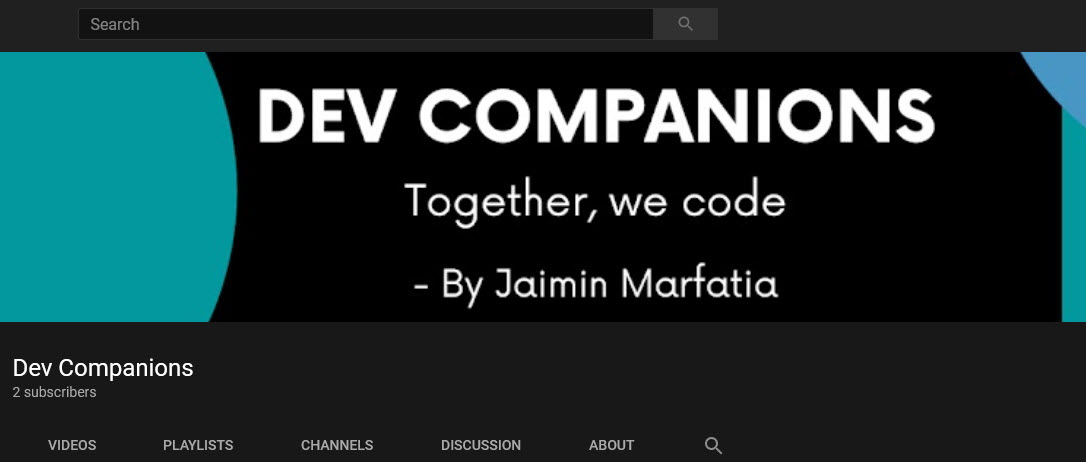 Search
DEV COMPANIONS
Together, we code
- By Jaimin Marfatia
Dev Companions
2 subscribers
VIDEOS PLAYLISTS CHANNELS DISCUSSION ABOUT